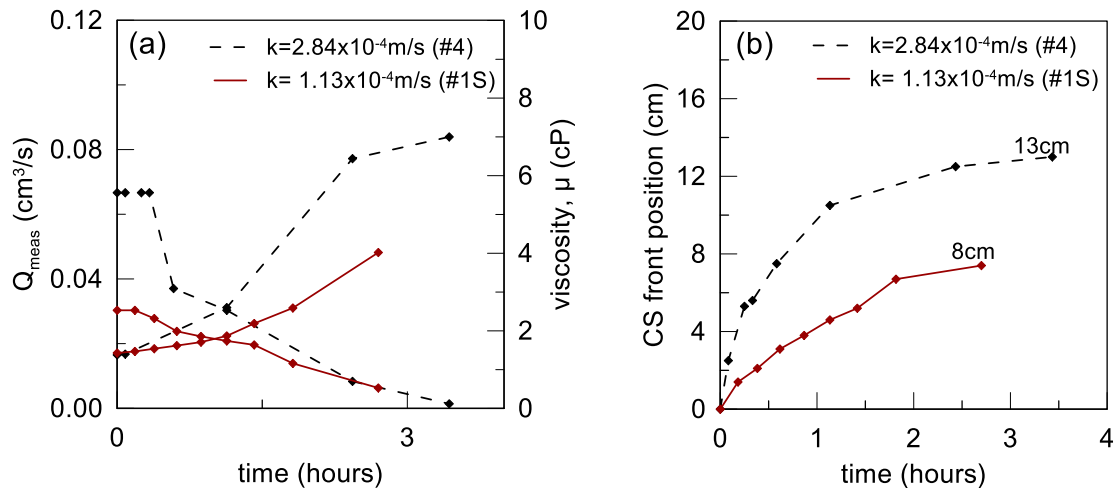 (a)
k=2.84x10⁻⁴m/s (#4)
k= 1.13x10⁻⁴m/s (#1S)
0.12
0.08
0.04
0.00
Qmeas (cm³/s)
10
8
6
4
2
0
viscosity, μ (cP)
0
3
time (hours)
(b)
k=2.84x10⁻⁴m/s (#4)
k= 1.13x10⁻⁴m/s (#1S)
20
16
12
8
4
0
CS front position (cm)
13cm
8cm
0
1
2
3
4
time (hours)